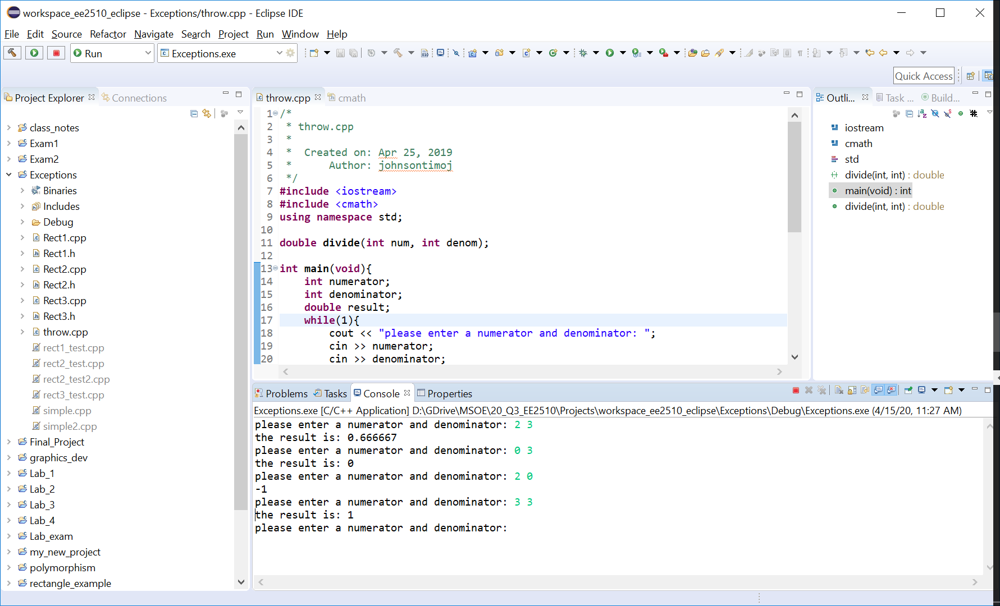 workspace_ee2510_eclipse - Exceptions/throw.cpp - Eclipse IDE
File Edit Source Refactor Navigate Search Project Run Window Help
Run Exceptions.exe
Quick Access
Project Explorer Connections
class_notes
Exam1
Exam2
Exceptions
Binaries
Includes
Debug
Rect1.cpp
Rect1.h
Rect2.cpp
Rect2.h
Rect3.cpp
Rect3.h
throw.cpp
rect1_test.cpp
rect2_test.cpp
rect2_test2.cpp
rect3_test.cpp
simple.cpp
simple2.cpp
Final_Project
graphics_dev
Lab_1
Lab_2
Lab_3
Lab_4
Lab_exam
my_new_project
polymorphism
rectangle_example
throw.cpp cmath
1 /*
2  * throw.cpp
3  *
4  *  Created on: Apr 25, 2019
5  *      Author: johnsontimoj
6  */
7 #include <iostream>
8 #include <cmath>
9 using namespace std;
10
11 double divide(int num, int denom);
12
13 int main(void){
14     int numerator;
15     int denominator;
16     double result;
17     while(1){
18         cout << "please enter a numerator and denominator: ";
19         cin >> numerator;
20         cin >> denominator;
Outli... Task ... Build...
iostream
cmath
std
divide(int, int) : double
main(void) : int
divide(int, int) : double
Problems Tasks Console Properties
Exceptions.exe [C/C++ Application] D:\GDrive\MSOE\20_Q3_EE2510\Projects\workspace_ee2510_eclipse\Exceptions\Debug\Exceptions.exe (4/15/20, 11:27 AM)
please enter a numerator and denominator: 2 3
the result is: 0.666667
please enter a numerator and denominator: 0 3
the result is: 0
please enter a numerator and denominator: 2 0
-1
please enter a numerator and denominator: 3 3
the result is: 1
please enter a numerator and denominator: